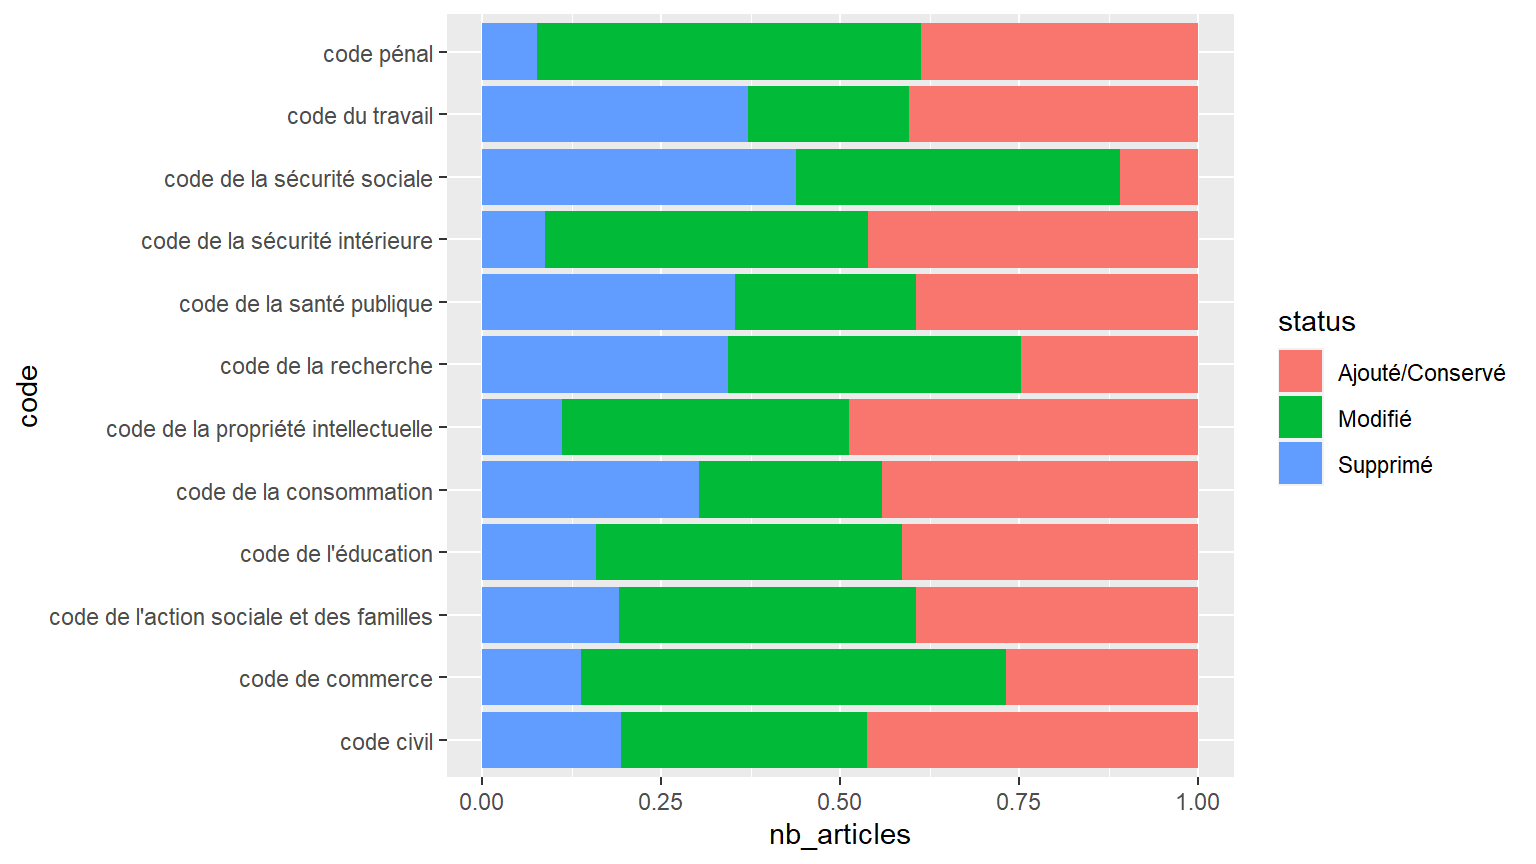 code pénal
code du travail
code de la sécurité sociale
code de la sécurité intérieure
code de la santé publique
code de la recherche
code de la propriété intellectuelle
code de la consommation
code de l'éducation
code de l'action sociale et des familles
code de commerce
code civil
code
0.00 0.25 0.50 0.75 1.00
nb_articles
status
Ajouté/Conservé
Modifié
Supprimé